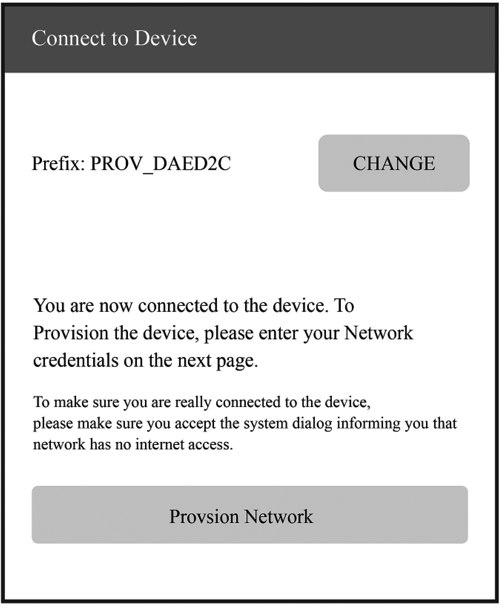 Connect to Device
Prefix: PROV_DAED2C
CHANGE
You are now connected to the device. To
Provision the device, please enter your Network
credentials on the next page.
To make sure you are really connected to the device,
please make sure you accept the system dialog informing you that
network has no internet access.
Provsion Network